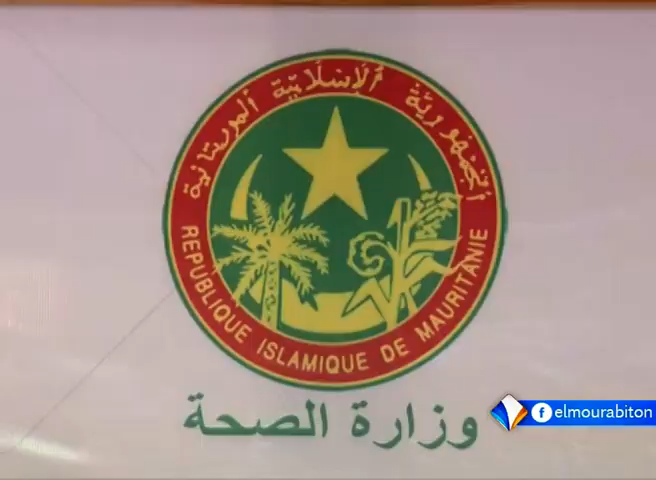 الجمهورية الإسلامية الموريتانية
REPUBLIQUE ISLAMIQUE DE MAURITANIE
وزارة الصحة
f elmourabiton